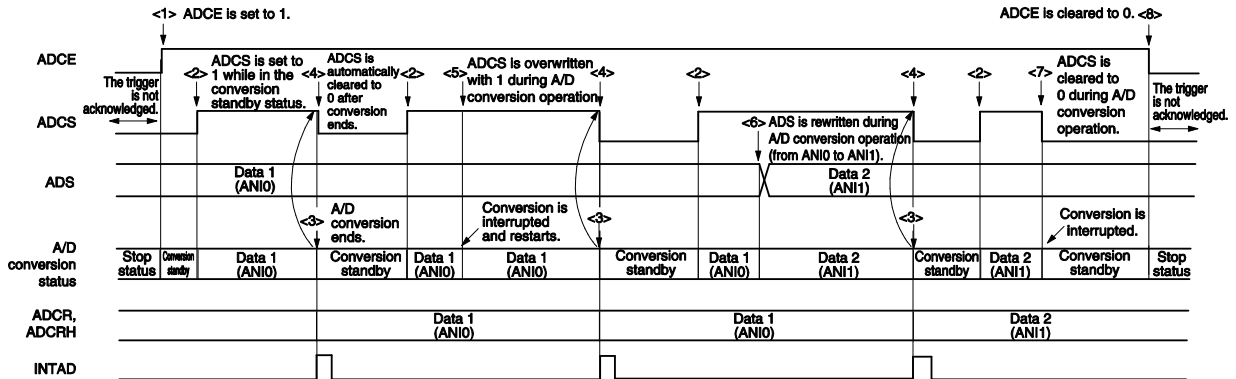 <1> ADCE is set to 1.
ADCE is cleared to 0. <8>
ADCE
The trigger
is not
acknowledged.
<2>
ADCS is set to
1 while in the
conversion
standby status.
<4>
ADCS is
automatically
cleared to
0 after
conversion
ends.
<2>
<5>
ADCS is overwritten
with 1 during A/D
conversion operation.
<4>
<2>
<4>
<2>
<7>
ADCS is
cleared to
0 during A/D
conversion
operation.
The trigger
is not
acknowledged.
ADCS
<6> ADS is rewritten during
A/D conversion operation
(from ANI0 to ANI1).
ADS
Data 1
(ANI0)
Data 2
(ANI1)
<3>
A/D
conversion
ends.
Conversion is
interrupted
and restarts.
<3>
<3>
Conversion is
interrupted.
A/D
conversion
status
Stop
status
Conversion
standby
Data 1
(ANI0)
Conversion
standby
Data 1
(ANI0)
Data 1
(ANI0)
Conversion
standby
Data 1
(ANI0)
Data 2
(ANI1)
Conversion
standby
Data 2
(ANI1)
Conversion
standby
Stop
status
ADCR,
ADCRH
Data 1
(ANI0)
Data 1
(ANI0)
Data 2
(ANI1)
INTAD